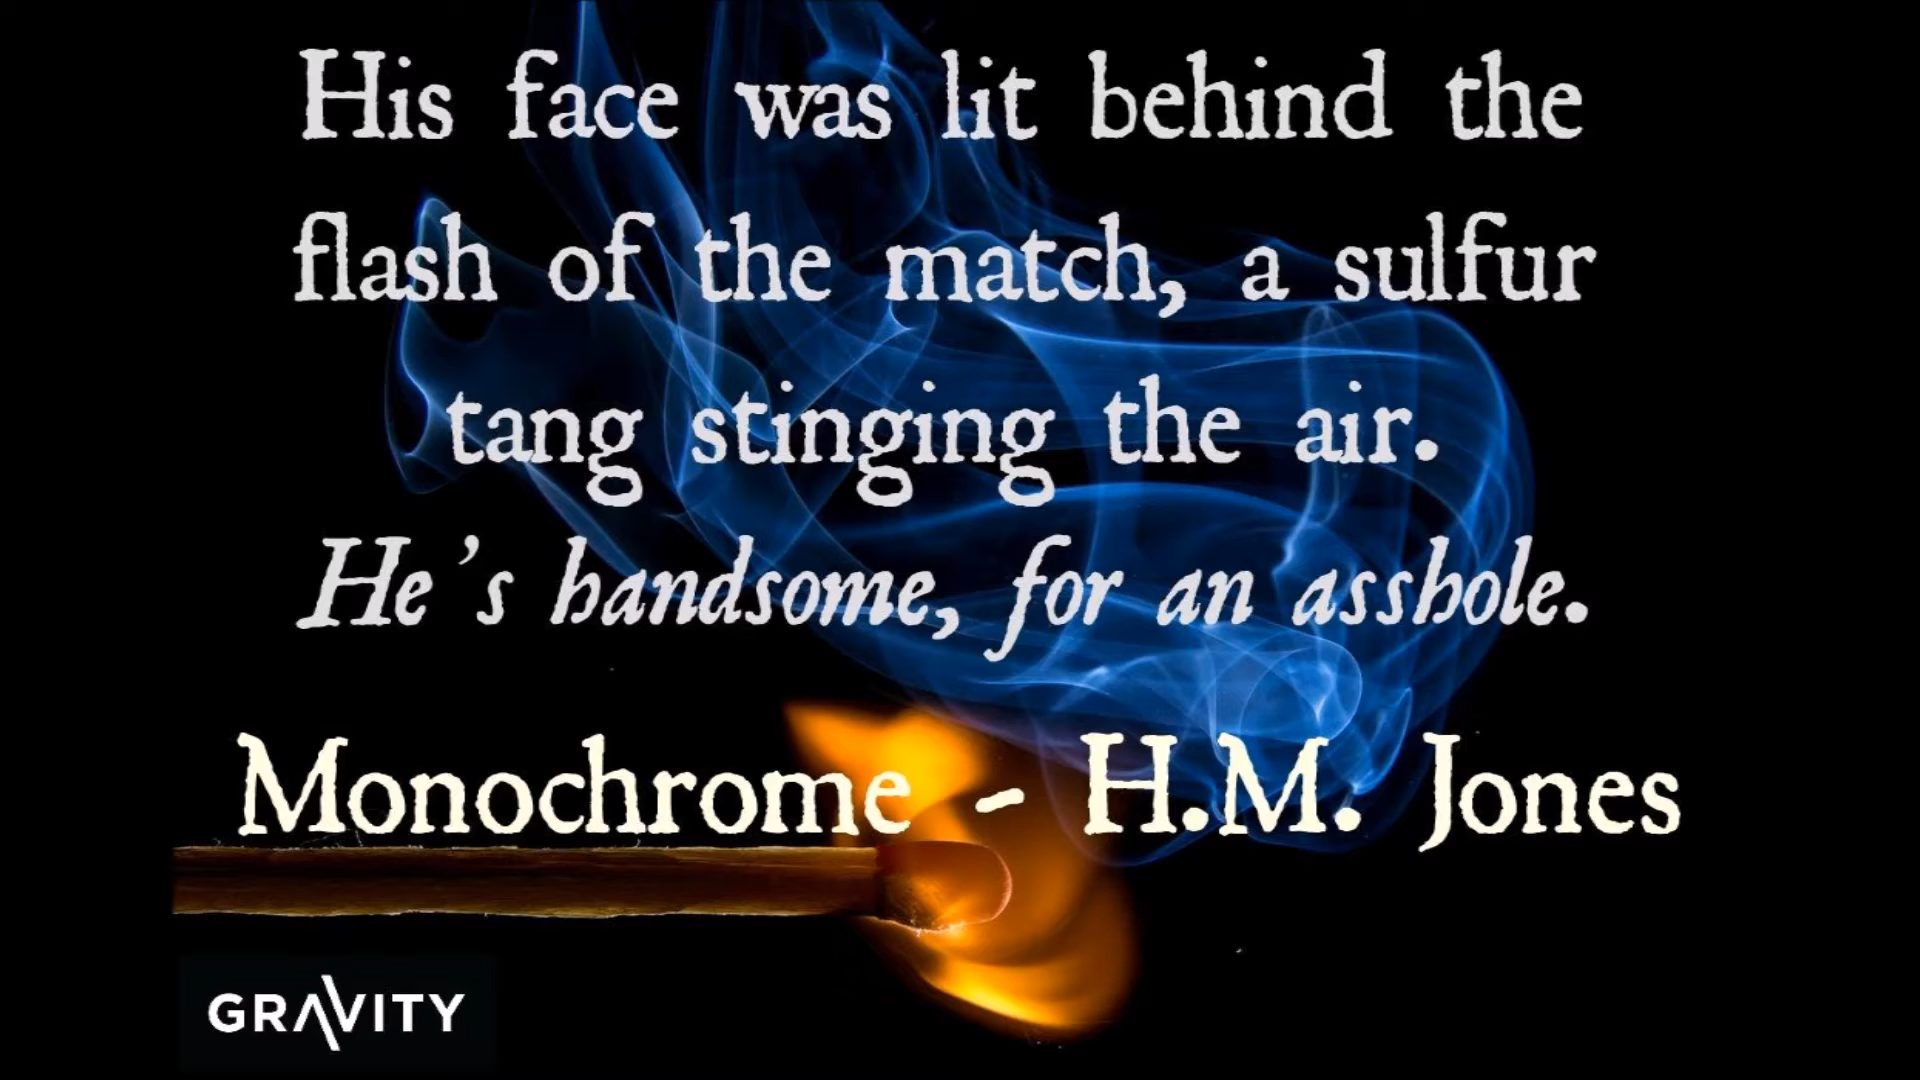 His face was lit behind the
flash of the match, a sulfur
tang stinging the air.
He's handsome, for an asshole.
Monochrome - H.M. Jones
GRAVITY